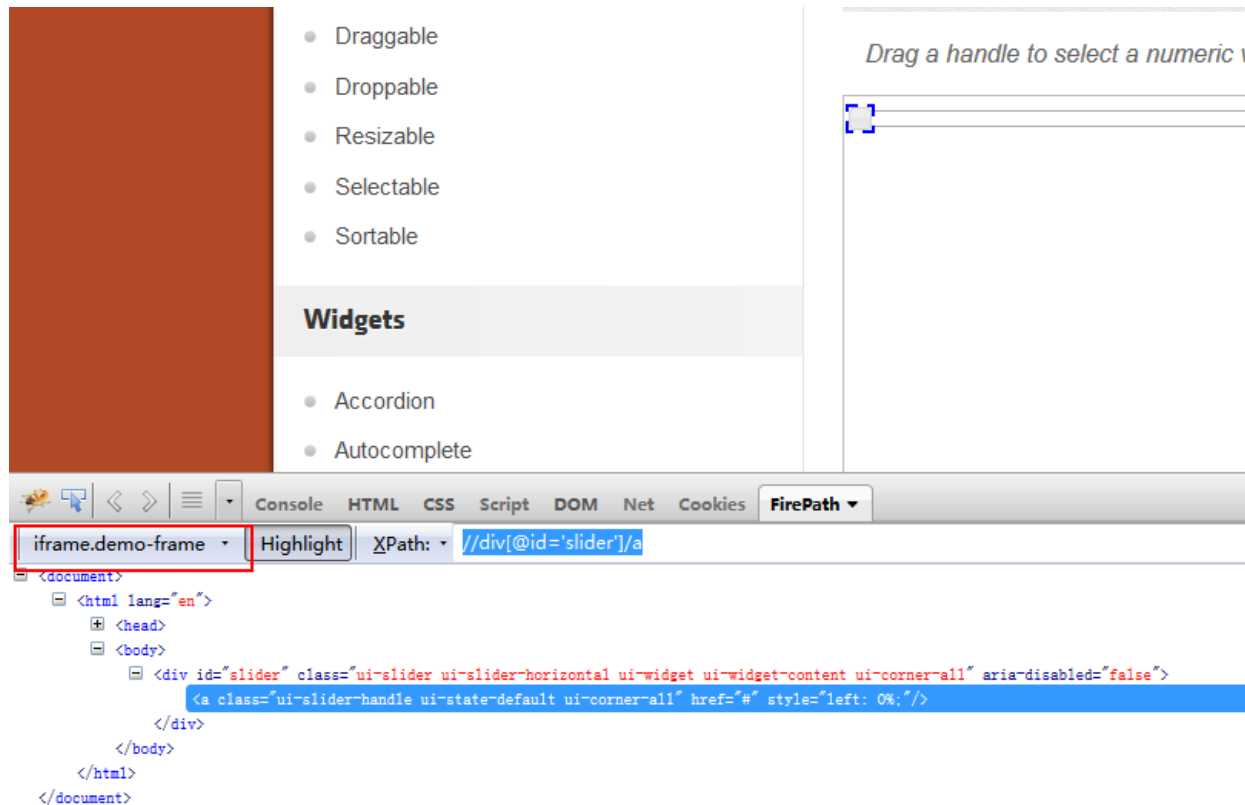 Draggable
Droppable
Resizable
Selectable
Sortable
Widgets
Accordion
Autocomplete
Drag a handle to select a numeric
Console HTML CSS Script DOM Net Cookies FirePath
iframe.demo-frame Highlight XPath: //div[@id='slider']/a
<document>
<html lang="en">
<head>
<body>
<div id="slider" class="ui-slider ui-slider-horizontal ui-widget ui-widget-content ui-corner-all" aria-disabled="false">
<a class="ui-slider-handle ui-state-default ui-corner-all" href="#" style="left: 0%;"/>
</div>
</body>
</html>
</document>